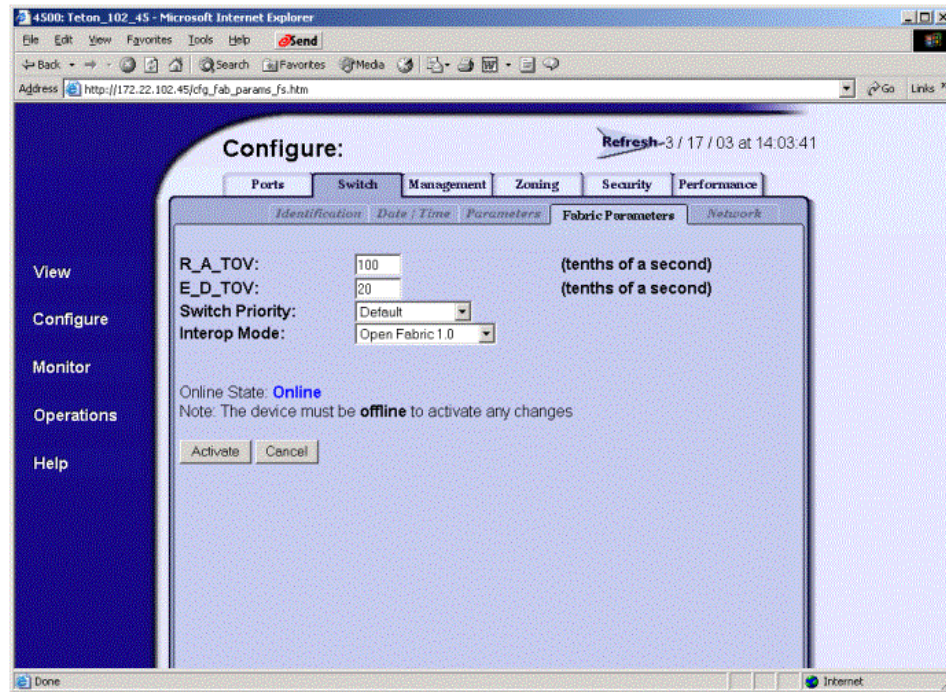 4500: Teton_102_45 - Microsoft Internet Explorer
File Edit View Favorites Tools Help Send
Back Search Favorites Media
Address http://172.22.102.45/cfg_fab_params_fs.htm Go Links »
Configure: Refresh-3 / 17 / 03 at 14:03:41
Ports Switch Management Zoning Security Performance
Identification Date / Time Parameters Fabric Parameters Network
R_A_TOV: 100 (tenths of a second)
E_D_TOV: 20 (tenths of a second)
Switch Priority: Default
Interop Mode: Open Fabric 1.0
Online State: Online
Note: The device must be offline to activate any changes
Activate Cancel
View
Configure
Monitor
Operations
Help
Done Internet